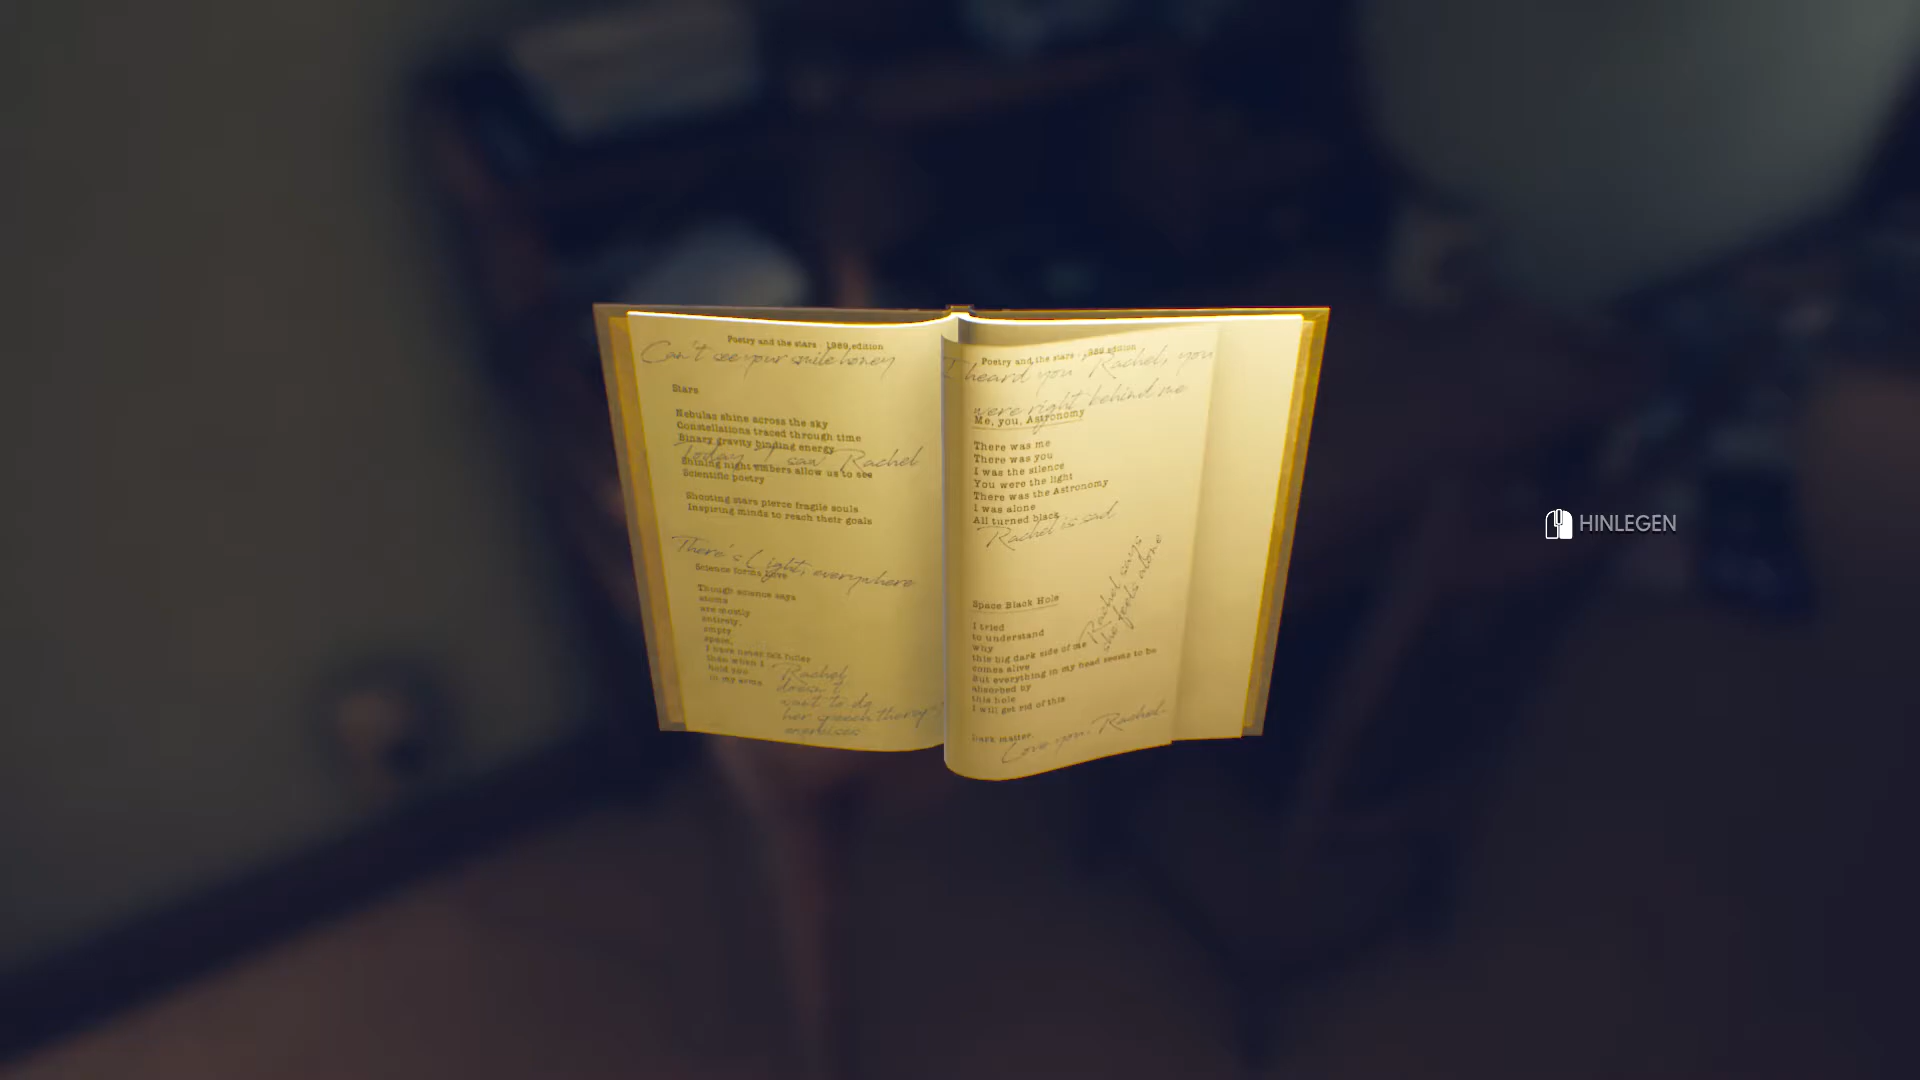 Poetry and the stars - 1989 edition
Can't see your smile honey
Stars
Nebulas shine across the sky
Constellations traced through time
Binary gravity binding energy
Today I saw Rachel
Shining night embers allow us to see
Scientific poetry
Shooting stars pierce fragile souls
Inspiring minds to reach their goals
There's Light, everywhere
Science forms love
Though science says
atoms
are mostly
entirely,
empty
space,
I have never felt fuller
than when I
hold you
in my arms
Rachel
doesn't
want to do
her speech therapy
exercises
Poetry and the stars - 1989 edition
I heard you Rachel, you
were right behind me
Me, you, Astronomy
There was me
There was you
I was the silence
You were the light
There was the Astronomy
I was alone
All turned black
Rachel is sad
Rachel says
she feels alone
Space Black Hole
I tried
to understand
why
this big dark side of me
comes alive
But everything in my head seems to be
absorbed by
this hole
I will get rid of this
Dark matter.
Love you, Rachel.
HINLEGEN